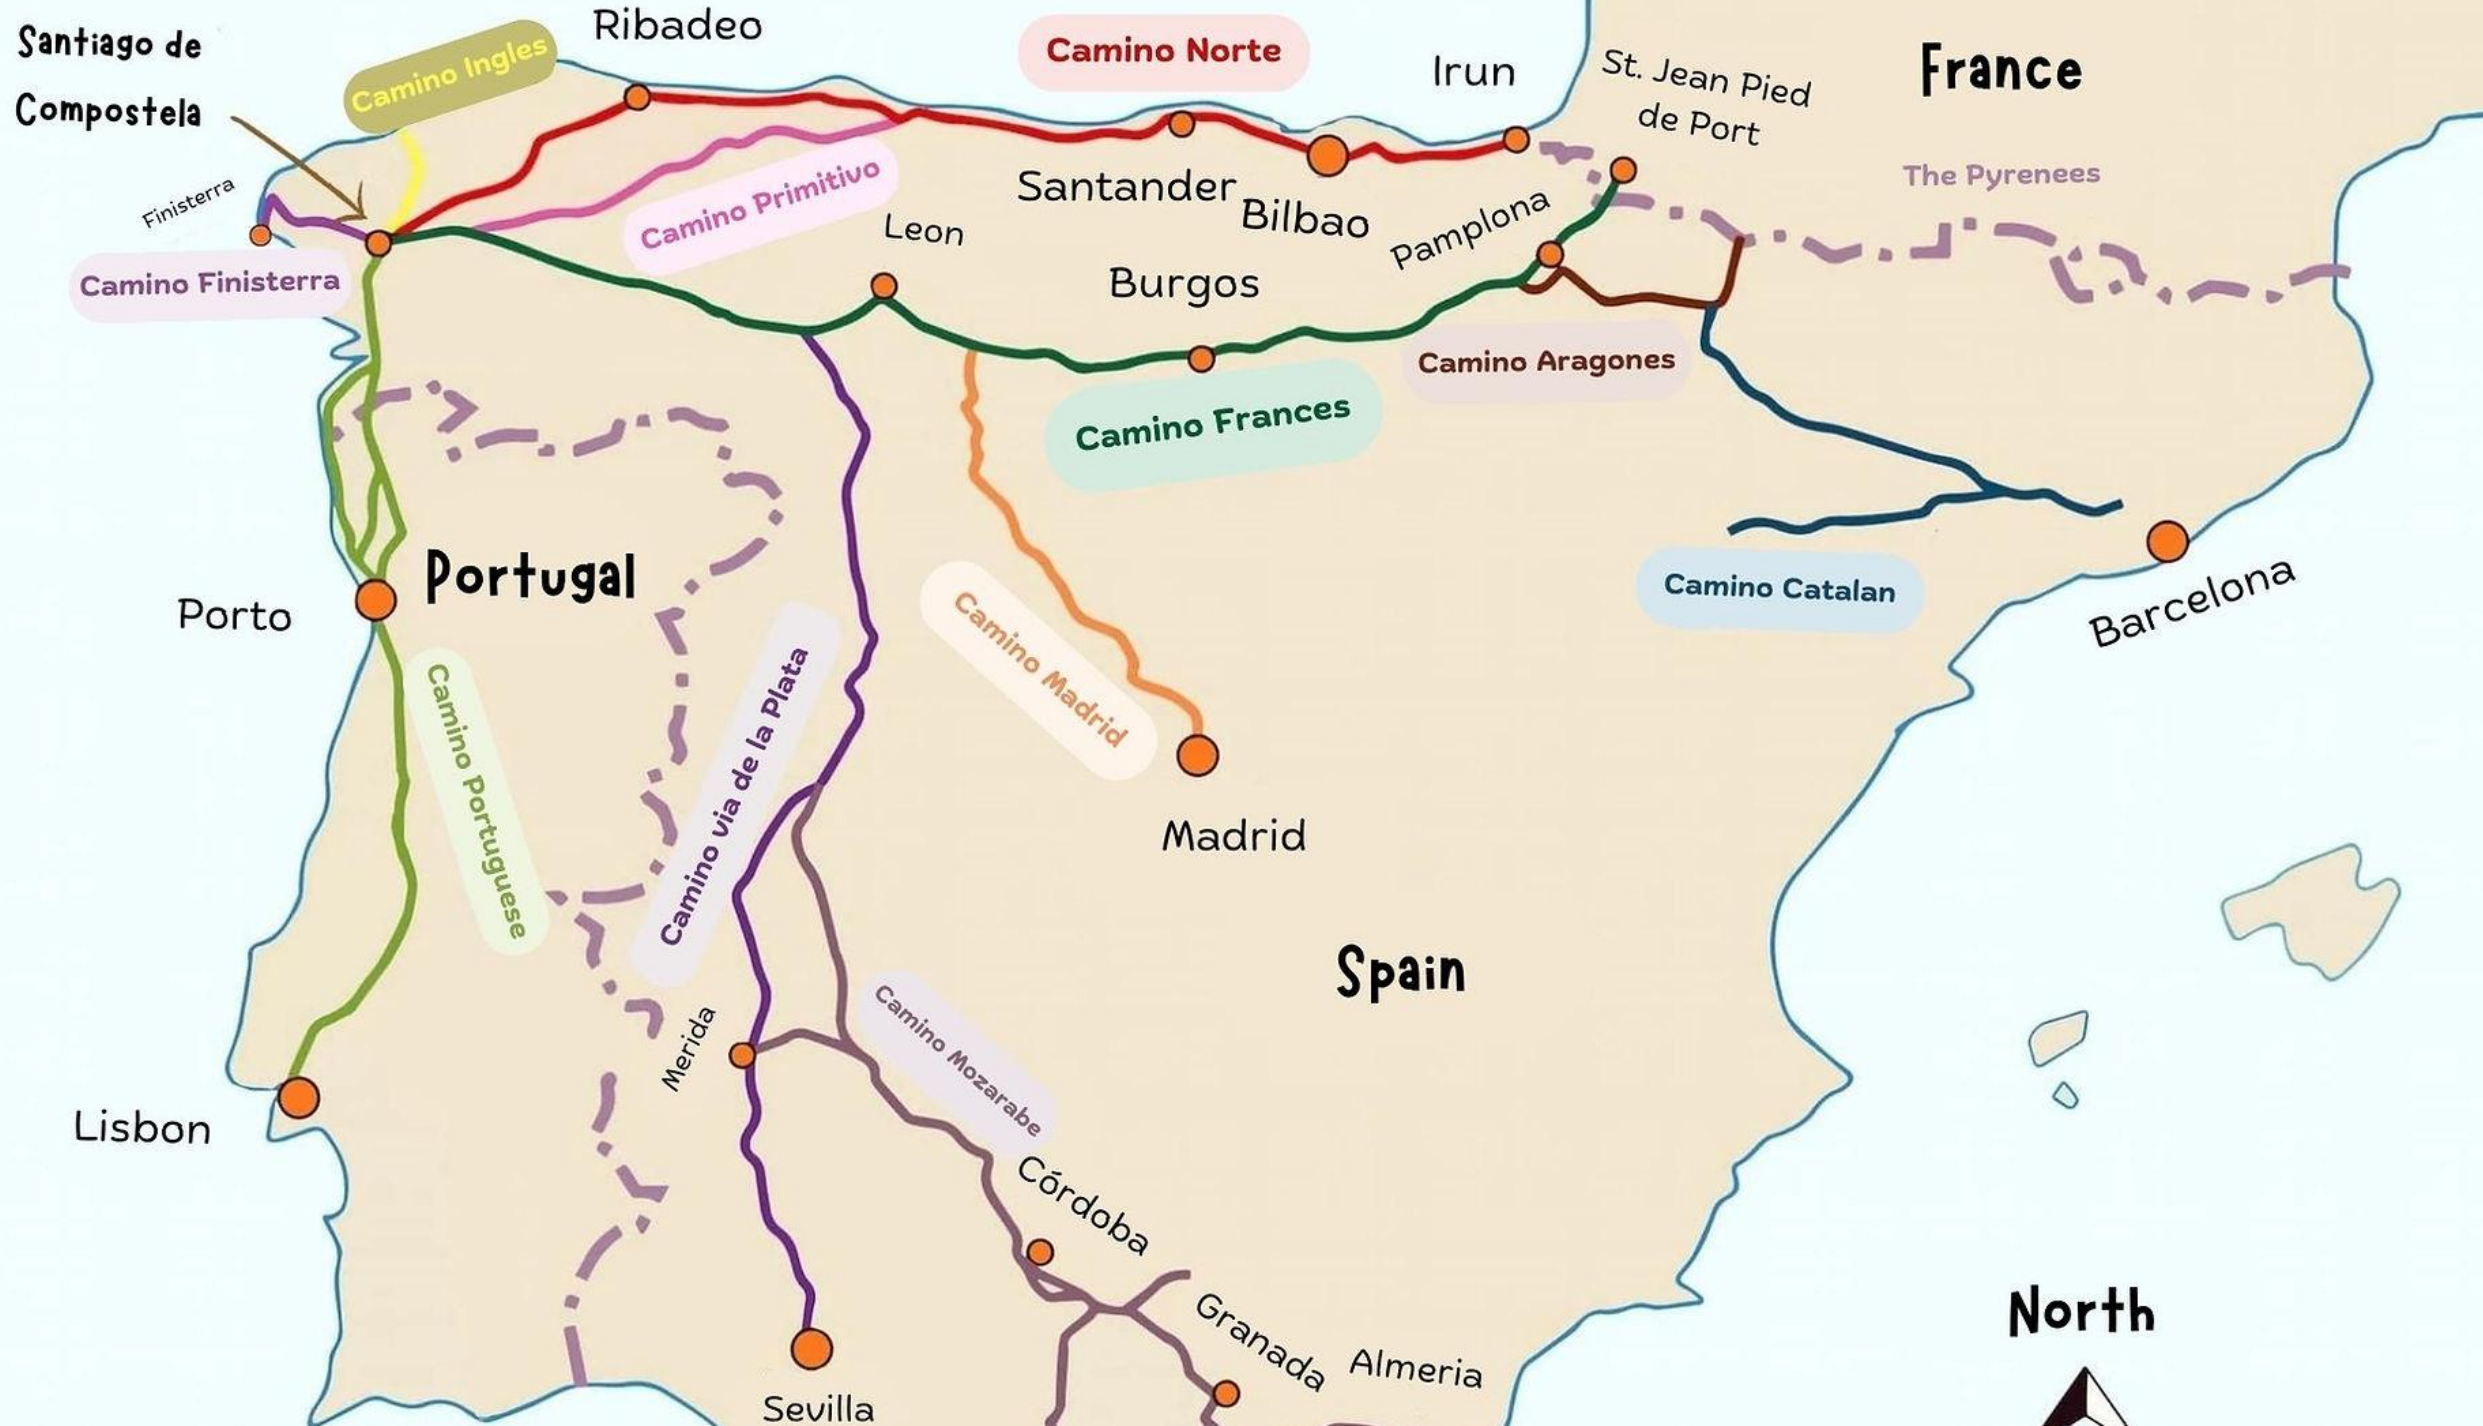 Santiago de
Compostela
Camino Ingles
Ribadeo
Camino Norte
Irun
St. Jean Pied
de Port
France
The Pyrenees
Finisterra
Camino Finisterra
Camino Primitivo
Leon
Santander
Bilbao
Pamplona
Burgos
Camino Aragones
Camino Frances
Camino Catalan
Barcelona
Portugal
Porto
Camino Portuguese
Camino via de la Plata
Camino Madrid
Madrid
Spain
Merida
Camino Mozarabe
Lisbon
Córdoba
Granada
Almeria
Sevilla
North